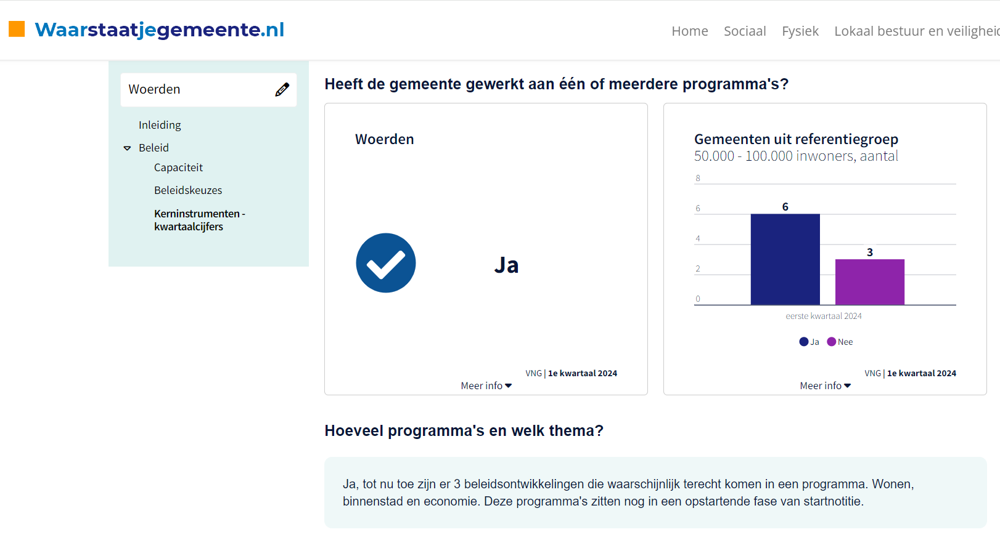 Waarstaatjegemeente.nl
Home Sociaal Fysiek Lokaal bestuur en veiligheid
Woerden
Inleiding
Beleid
Capaciteit
Beleidskeuzes
Kerninstrumenten -
kwartaalcijfers
Heeft de gemeente gewerkt aan één of meerdere programma's?
Woerden
Ja
VNG | 1e kwartaal 2024
Meer info
Gemeenten uit referentiegroep
50.000 - 100.000 inwoners, aantal
8
6
4
2
0
6
3
eerste kwartaal 2024
Ja Nee
VNG | 1e kwartaal 2024
Meer info
Hoeveel programma's en welk thema?
Ja, tot nu toe zijn er 3 beleidsontwikkelingen die waarschijnlijk terecht komen in een programma. Wonen,
binnenstad en economie. Deze programma's zitten nog in een opstartende fase van startnotitie.